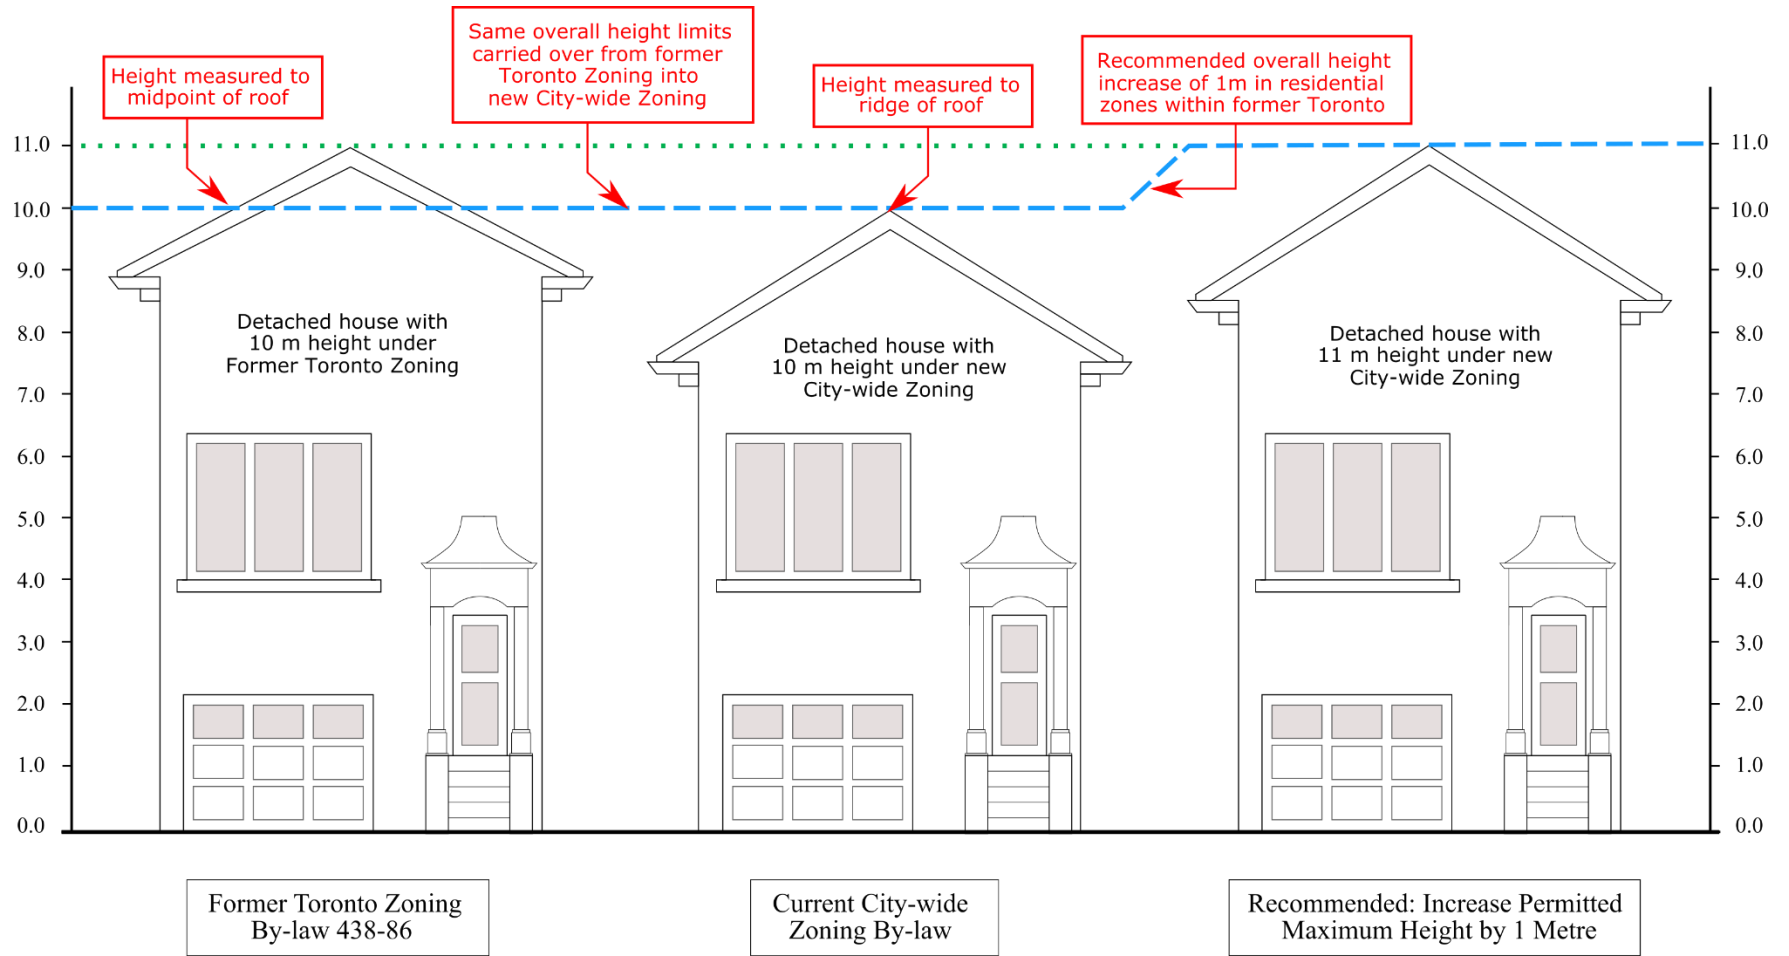 Height measured to
midpoint of roof
Same overall height limits
carried over from former
Toronto Zoning into
new City-wide Zoning
Height measured to
ridge of roof
Recommended overall height
increase of 1m in residential
zones within former Toronto
11.0
10.0
9.0
8.0
7.0
6.0
5.0
4.0
3.0
2.0
1.0
0.0
Detached house with
10 m height under
Former Toronto Zoning
Detached house with
10 m height under new
City-wide Zoning
Detached house with
11 m height under new
City-wide Zoning
11.0
10.0
9.0
8.0
7.0
6.0
5.0
4.0
3.0
2.0
1.0
0.0
Former Toronto Zoning
By-law 438-86
Current City-wide
Zoning By-law
Recommended: Increase Permitted
Maximum Height by 1 Metre